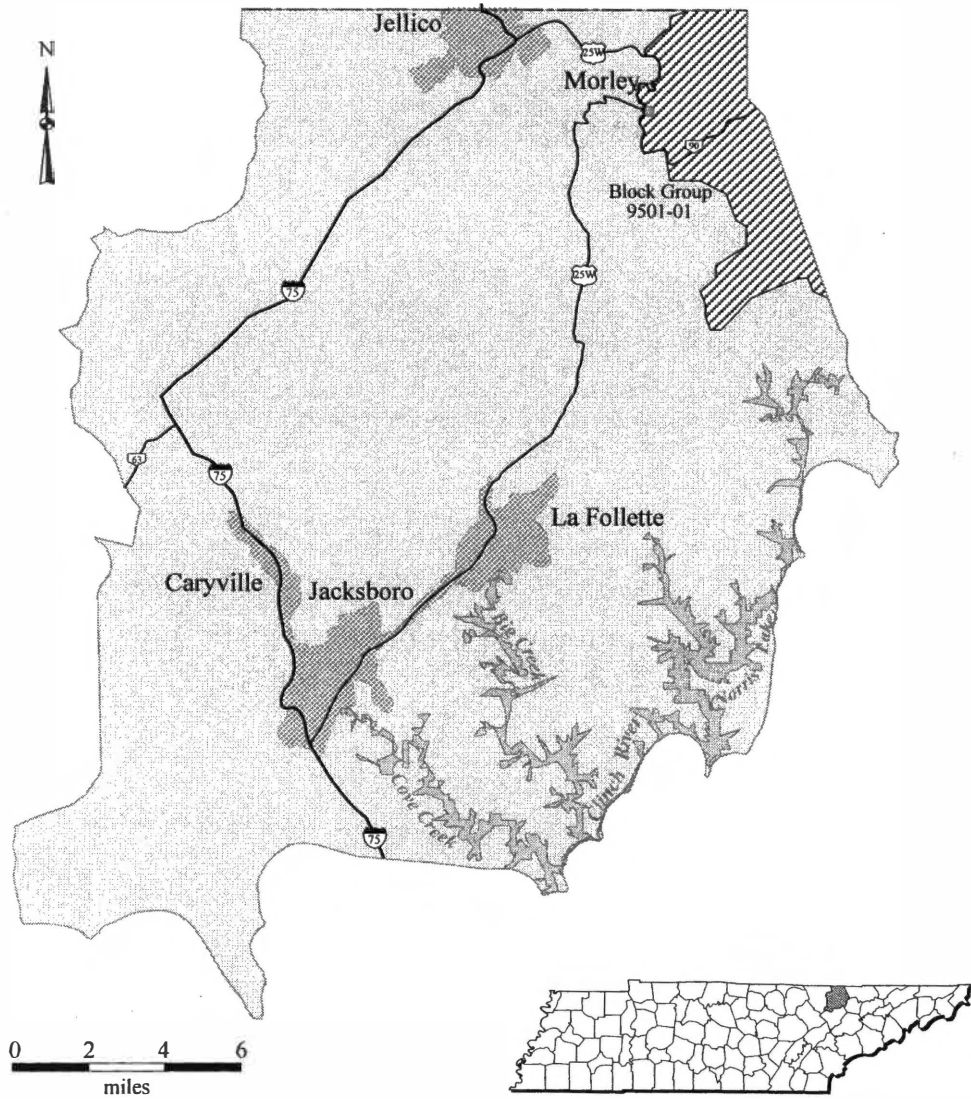 Jellico
N
25W
Morley
90
Block Group
9501-01
75
25W
63
75
La Follette
Caryville
Jacksboro
Big Creek
Norris Lake
Clinch River
Cove Creek
75
0 2 4 6
miles